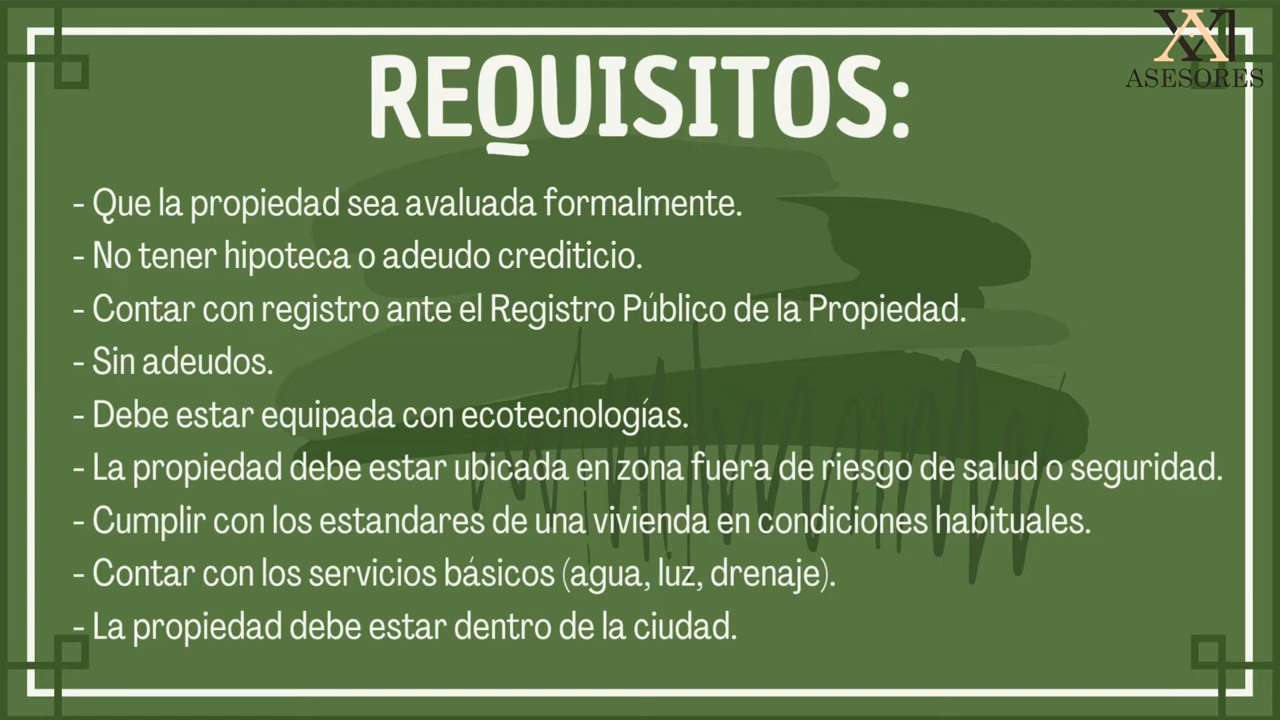 REQUISITOS:
ASESORES
- Que la propiedad sea avaluada formalmente.
- No tener hipoteca o adeudo crediticio.
- Contar con registro ante el Registro Público de la Propiedad.
- Sin adeudos.
- Debe estar equipada con ecotecnologías.
- La propiedad debe estar ubicada en zona fuera de riesgo de salud o seguridad.
- Cumplir con los estandares de una vivienda en condiciones habituales.
- Contar con los servicios básicos (agua, luz, drenaje).
- La propiedad debe estar dentro de la ciudad.